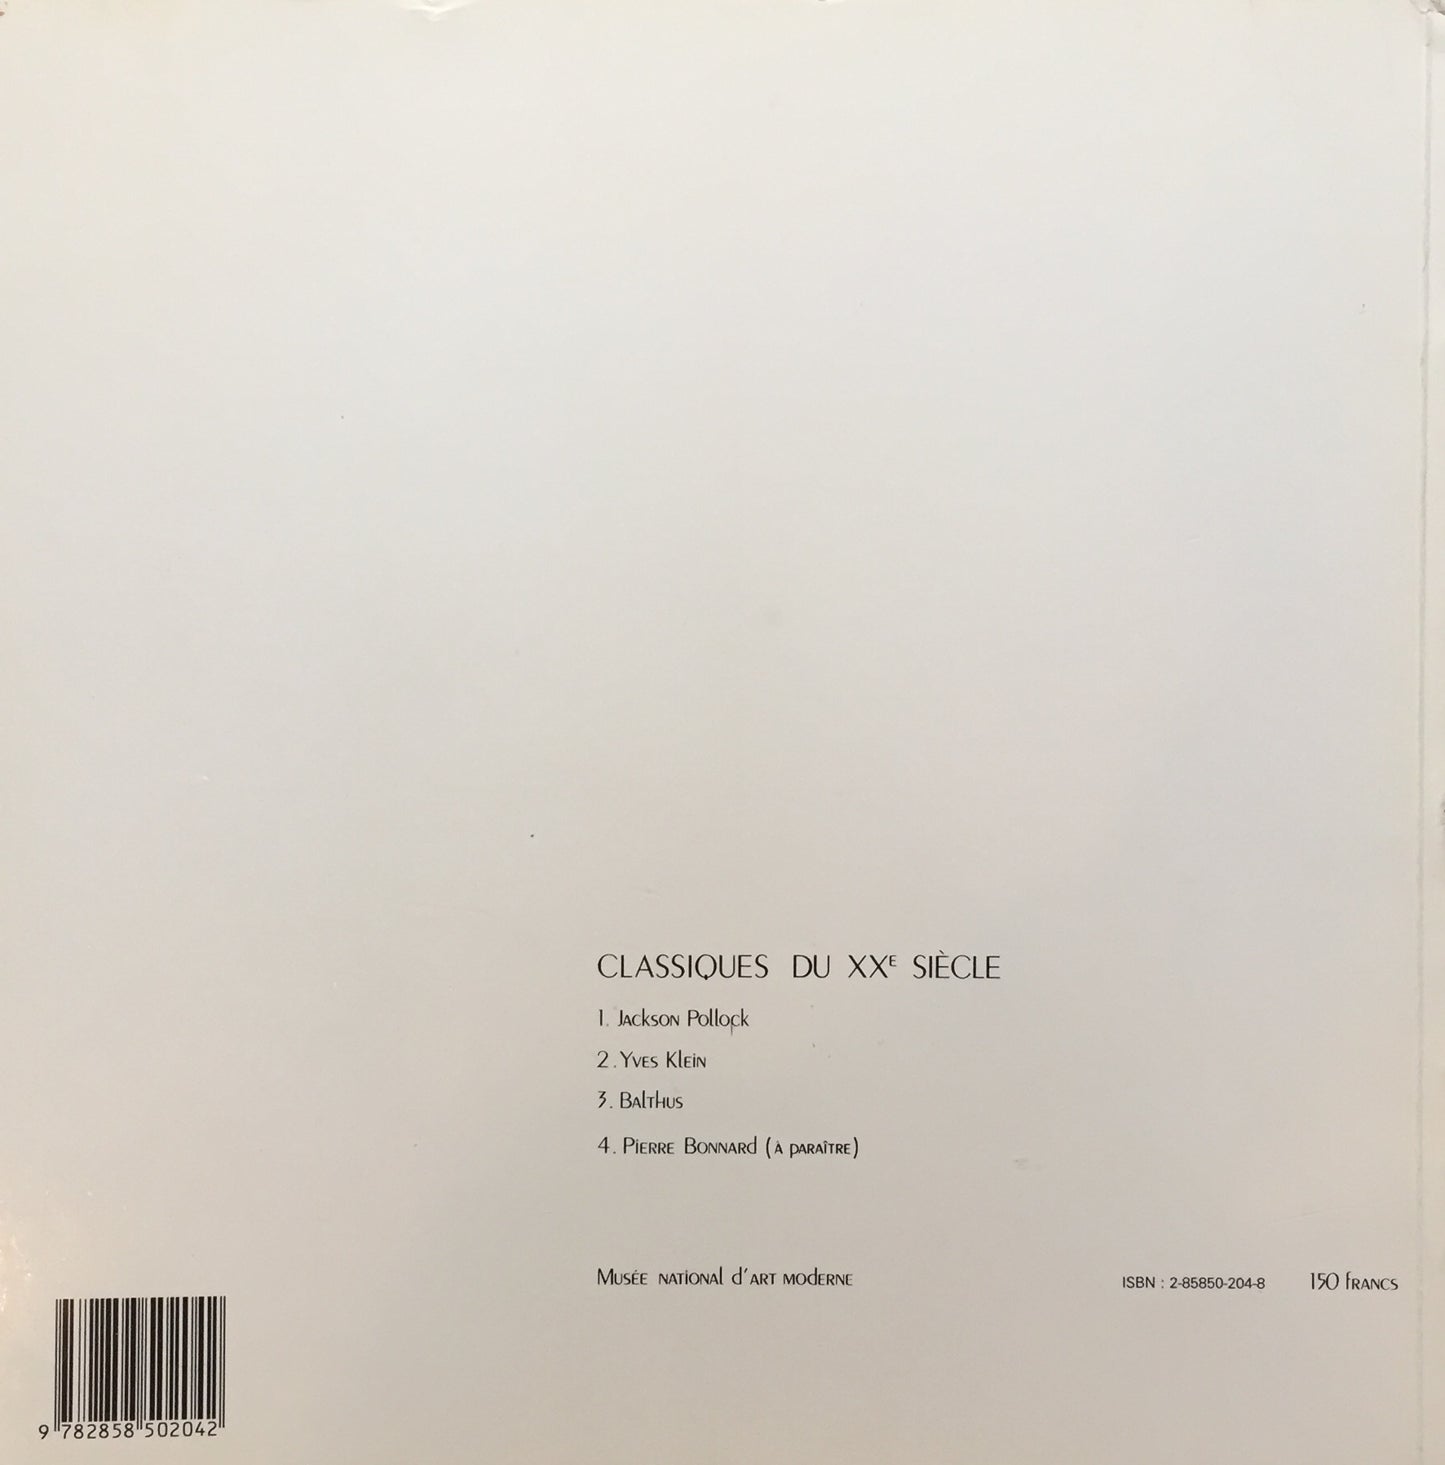 CLASSIQUES DU XXE SIÈCLE
1. Jackson Pollock
2. Yves Klein
3. Balthus
4. Pierre Bonnard (à paraître)
Musée national d'art moderne
ISBN : 2-85850-204-8 150 francs
9 782858 502042